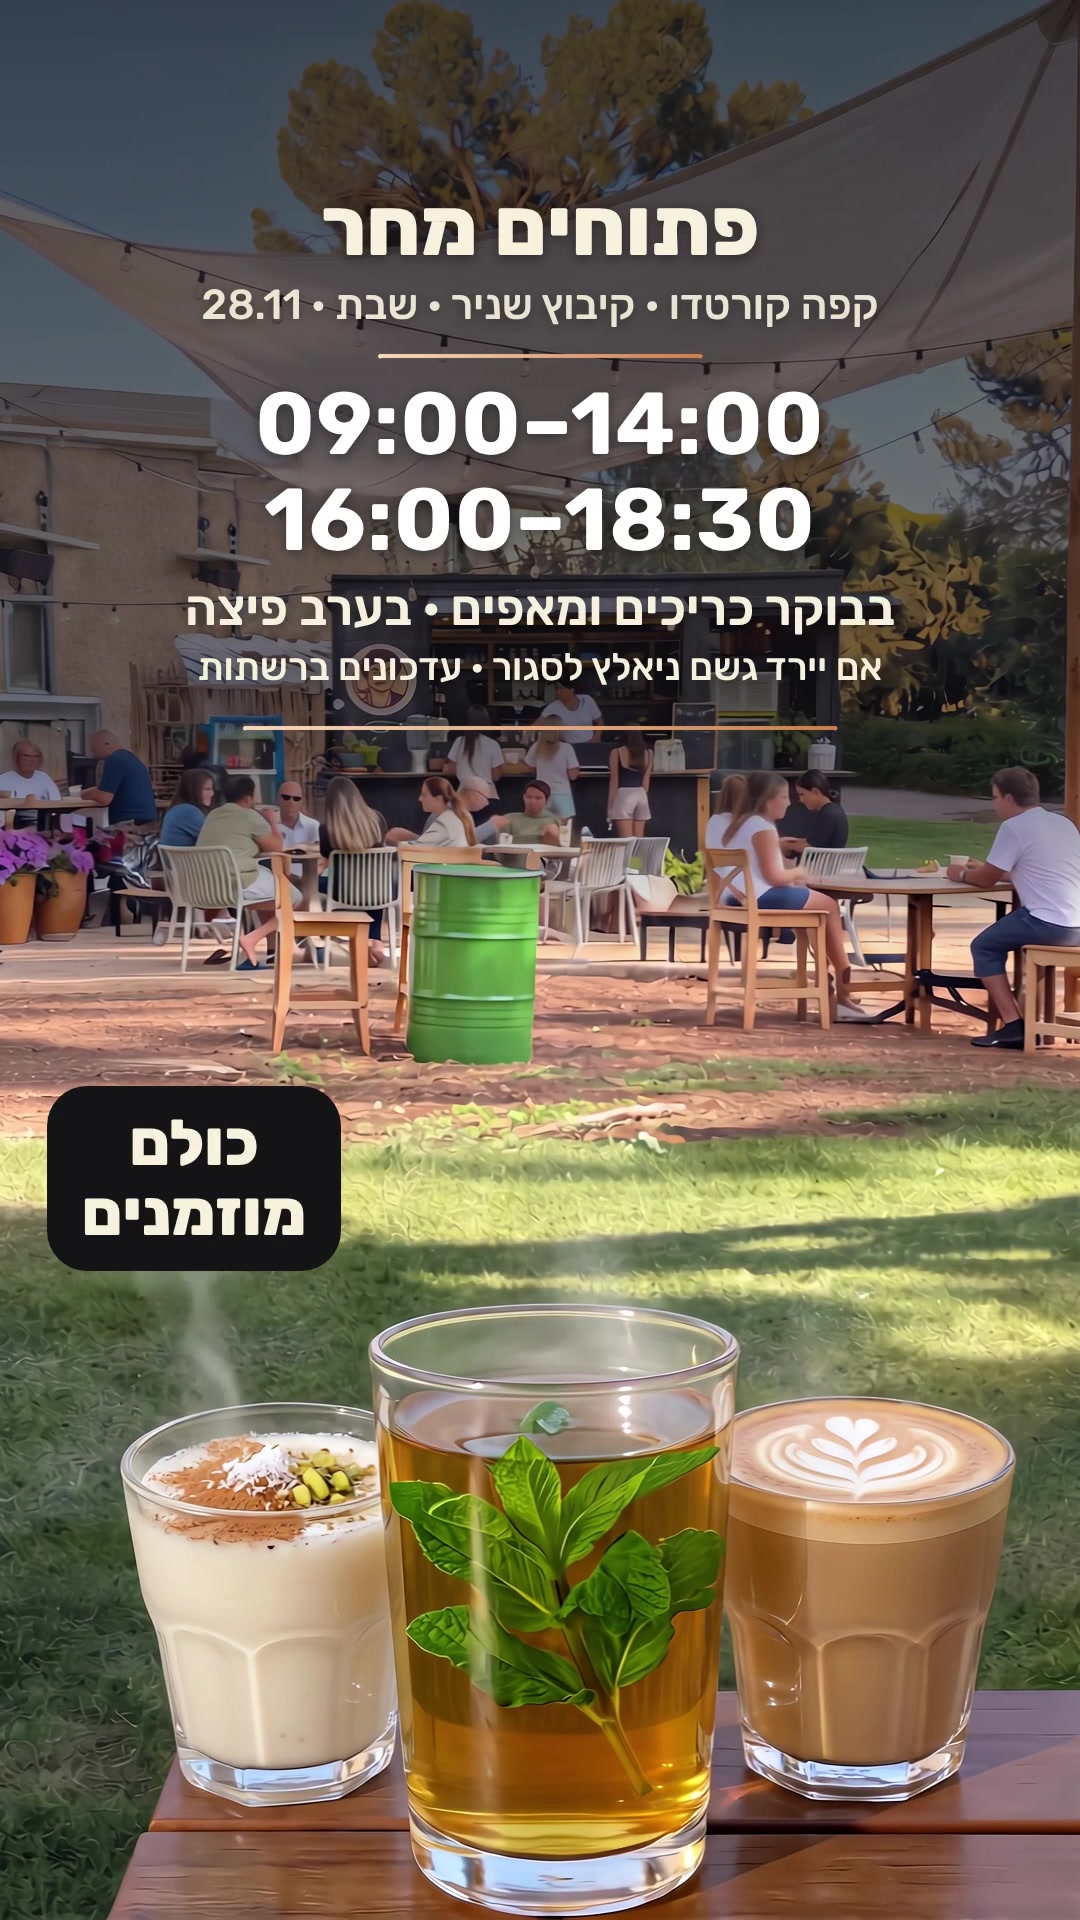 פתוחים מחר
קפה קורטדו • קיבוץ שניר • שבת • 28.11
09:00–14:00
16:00–18:30
בבוקר כריכים ומאפים • בערב פיצה
אם יירד גשם ניאלץ לסגור • עדכונים ברשתות
כולם
מוזמנים